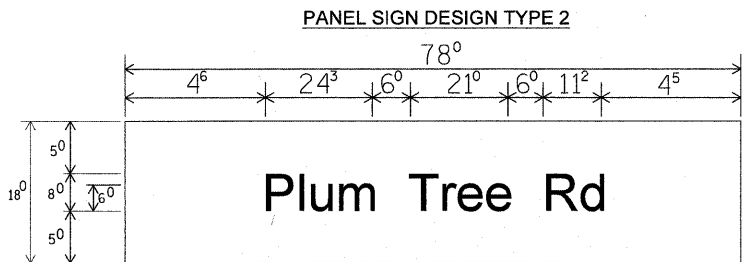 PANEL SIGN DESIGN TYPE 2
78⁰
4⁶ 24³ 6⁰ 21⁰ 6⁰ 11² 4⁵
18⁰ 5⁰ 8⁰ 6⁰ 5⁰
Plum Tree Rd